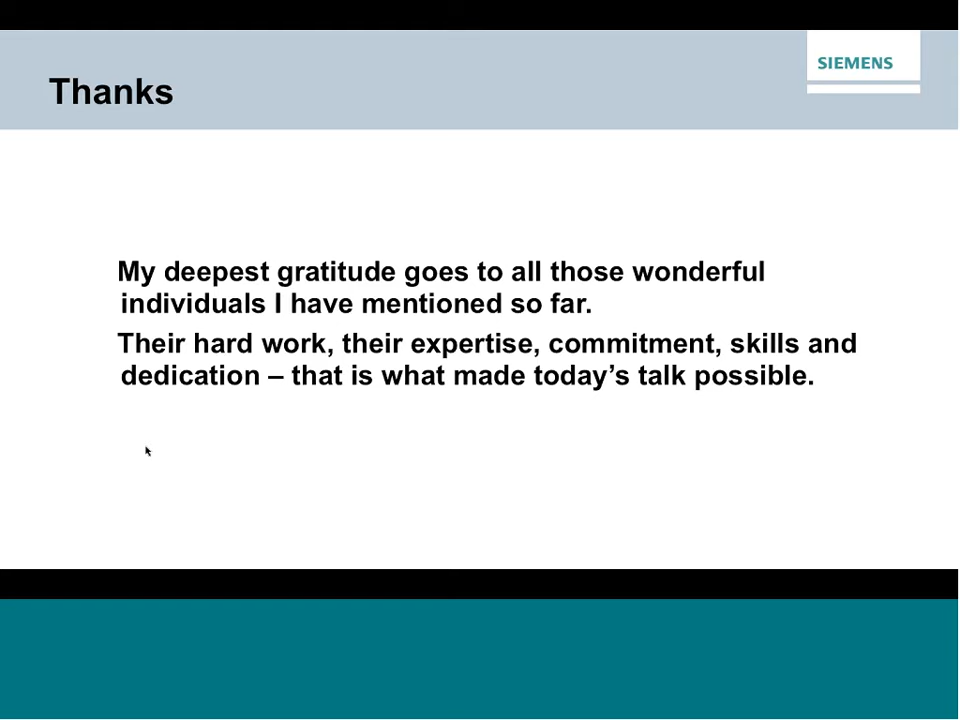 SIEMENS
Thanks
My deepest gratitude goes to all those wonderful
individuals I have mentioned so far.
Their hard work, their expertise, commitment, skills and
dedication – that is what made today’s talk possible.